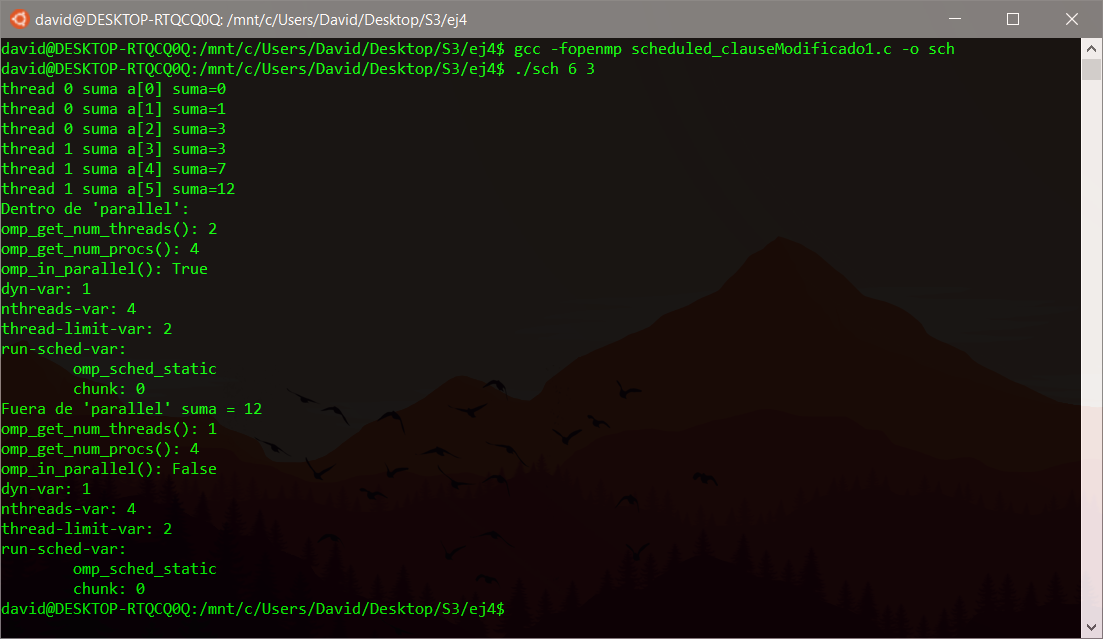 david@DESKTOP-RTQCQ0Q: /mnt/c/Users/David/Desktop/S3/ej4
david@DESKTOP-RTQCQ0Q:/mnt/c/Users/David/Desktop/S3/ej4$ gcc -fopenmp scheduled_clauseModificado1.c -o sch
david@DESKTOP-RTQCQ0Q:/mnt/c/Users/David/Desktop/S3/ej4$ ./sch 6 3
thread 0 suma a[0] suma=0
thread 0 suma a[1] suma=1
thread 0 suma a[2] suma=3
thread 1 suma a[3] suma=3
thread 1 suma a[4] suma=7
thread 1 suma a[5] suma=12
Dentro de 'parallel':
omp_get_num_threads(): 2
omp_get_num_procs(): 4
omp_in_parallel(): True
dyn-var: 1
nthreads-var: 4
thread-limit-var: 2
run-sched-var:
        omp_sched_static
        chunk: 0
Fuera de 'parallel' suma = 12
omp_get_num_threads(): 1
omp_get_num_procs(): 4
omp_in_parallel(): False
dyn-var: 1
nthreads-var: 4
thread-limit-var: 2
run-sched-var:
        omp_sched_static
        chunk: 0
david@DESKTOP-RTQCQ0Q:/mnt/c/Users/David/Desktop/S3/ej4$